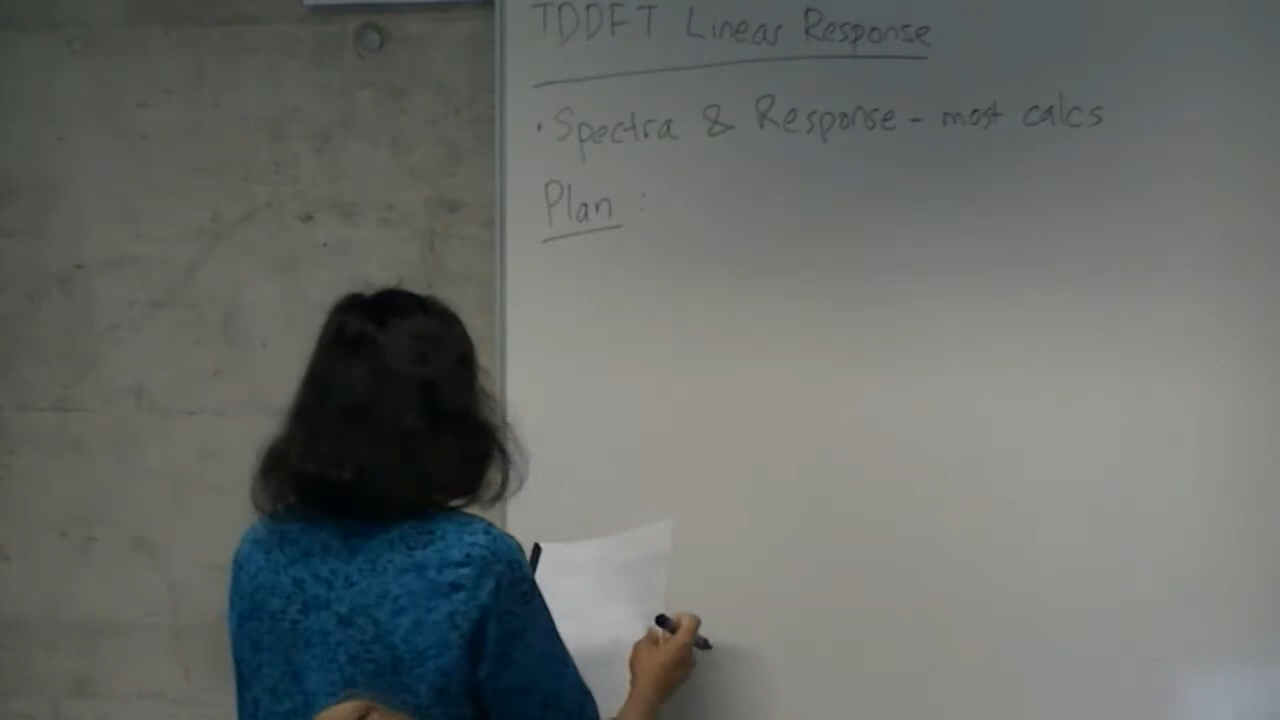 TDDFT Linear Response
• Spectra & Response - most calcs
Plan :